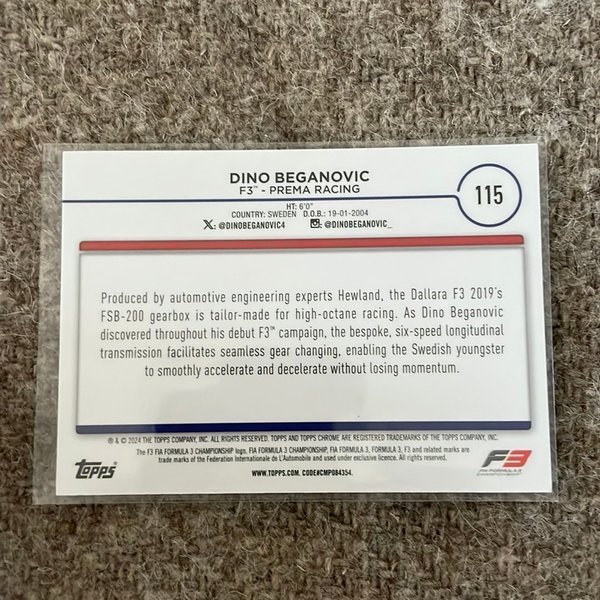 DINO BEGANOVIC
F3™ - PREMA RACING
115
HT: 6'0"
COUNTRY: SWEDEN D.O.B.: 19-01-2004
X: @DINOBEGANOVIC4 : @DINOBEGANOVIC_
Produced by automotive engineering experts Hewland, the Dallara F3 2019's
FSB-200 gearbox is tailor-made for high-octane racing. As Dino Beganovic
discovered throughout his debut F3™ campaign, the bespoke, six-speed longitudinal
transmission facilitates seamless gear changing, enabling the Swedish youngster
to smoothly accelerate and decelerate without losing momentum.
® & © 2024 THE TOPPS COMPANY, INC. ALL RIGHTS RESERVED. TOPPS AND TOPPS CHROME ARE REGISTERED TRADEMARKS OF THE TOPPS COMPANY, INC.
The F3 FIA FORMULA 3 CHAMPIONSHIP logo, FIA FORMULA 3 CHAMPIONSHIP, FIA FORMULA 3, FORMULA 3, F3 and related marks are
trade marks of the Federation Internationale de L'Automobile and used under exclusive licence. All rights reserved.
WWW.TOPPS.COM. CODE#CMP084354.
TOPPS
F3
FIA FORMULA 3
CHAMPIONSHIP